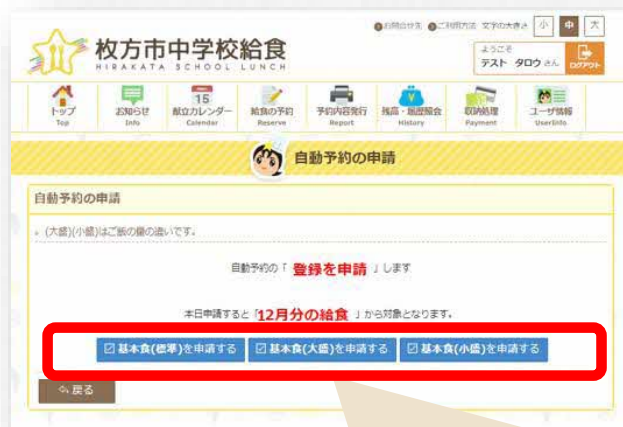 お問合せ先 ご利用方法 文字の大きさ 小 中 大
枚方市中学校給食
HIRAKATA SCHOOL LUNCH
ようこそ
テスト タロウ さん
ログアウト
トップ お知らせ 献立カレンダー 給食の予約 予約内容発行 残高・履歴照会 収納処理 ユーザ情報
15
Top Info Calendar Reserve Report History Payment UserInfo
自動予約の申請
自動予約の申請
(大盛)(小盛)はご飯の量の違いです。
自動予約の「 登録を申請 」します
本日申請すると「12月分の給食 」から対象となります。
基本食(標準)を申請する 基本食(大盛)を申請する 基本食(小盛)を申請する
戻る